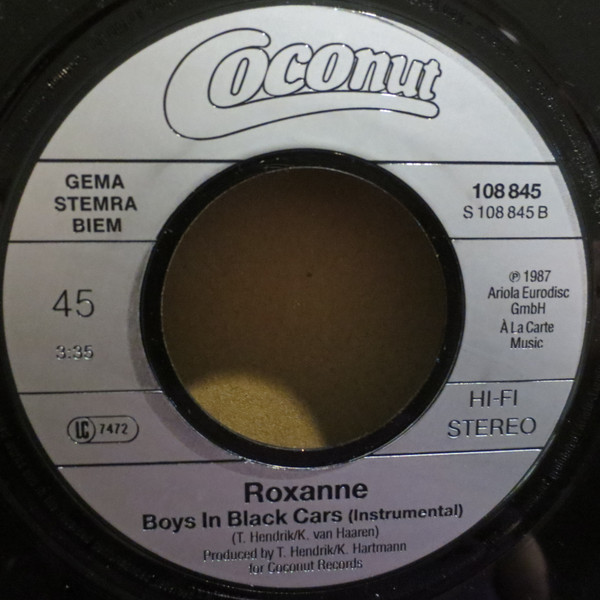 Coconut
GEMA
STEMRA
BIEM
108 845
S 108 845 B
45
3:35
℗ 1987
Ariola Eurodisc
GmbH
À La Carte
Music
LC 7472
HI-FI
STEREO
Roxanne
Boys In Black Cars (Instrumental)
(T. Hendrik/K. van Haaren)
Produced by T. Hendrik/K. Hartmann
for Coconut Records